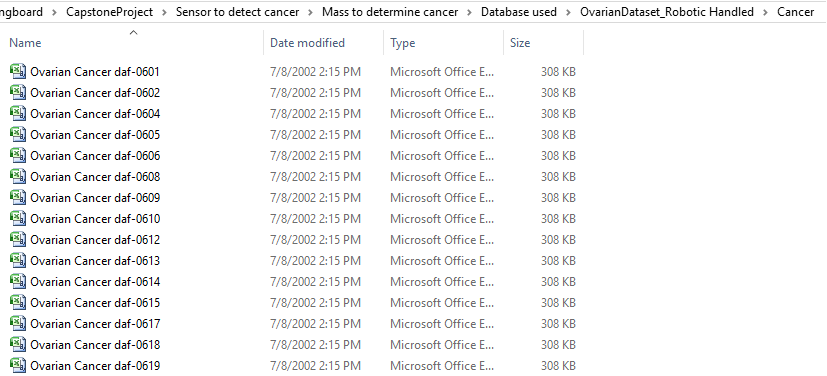 ngboard > CapstoneProject > Sensor to detect cancer > Mass to determine cancer > Database used > OvarianDataset_Robotic Handled > Cancer
Name Date modified Type Size
Ovarian Cancer daf-0601 7/8/2002 2:15 PM Microsoft Office E... 308 KB
Ovarian Cancer daf-0602 7/8/2002 2:15 PM Microsoft Office E... 308 KB
Ovarian Cancer daf-0604 7/8/2002 2:15 PM Microsoft Office E... 308 KB
Ovarian Cancer daf-0605 7/8/2002 2:15 PM Microsoft Office E... 308 KB
Ovarian Cancer daf-0606 7/8/2002 2:15 PM Microsoft Office E... 308 KB
Ovarian Cancer daf-0608 7/8/2002 2:15 PM Microsoft Office E... 308 KB
Ovarian Cancer daf-0609 7/8/2002 2:15 PM Microsoft Office E... 308 KB
Ovarian Cancer daf-0610 7/8/2002 2:15 PM Microsoft Office E... 308 KB
Ovarian Cancer daf-0612 7/8/2002 2:15 PM Microsoft Office E... 308 KB
Ovarian Cancer daf-0613 7/8/2002 2:15 PM Microsoft Office E... 308 KB
Ovarian Cancer daf-0614 7/8/2002 2:15 PM Microsoft Office E... 308 KB
Ovarian Cancer daf-0615 7/8/2002 2:15 PM Microsoft Office E... 308 KB
Ovarian Cancer daf-0617 7/8/2002 2:15 PM Microsoft Office E... 308 KB
Ovarian Cancer daf-0618 7/8/2002 2:15 PM Microsoft Office E... 308 KB
Ovarian Cancer daf-0619 7/8/2002 2:15 PM Microsoft Office E... 308 KB